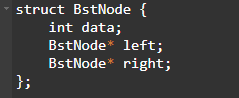 struct BstNode {
    int data;
    BstNode* left;
    BstNode* right;
};